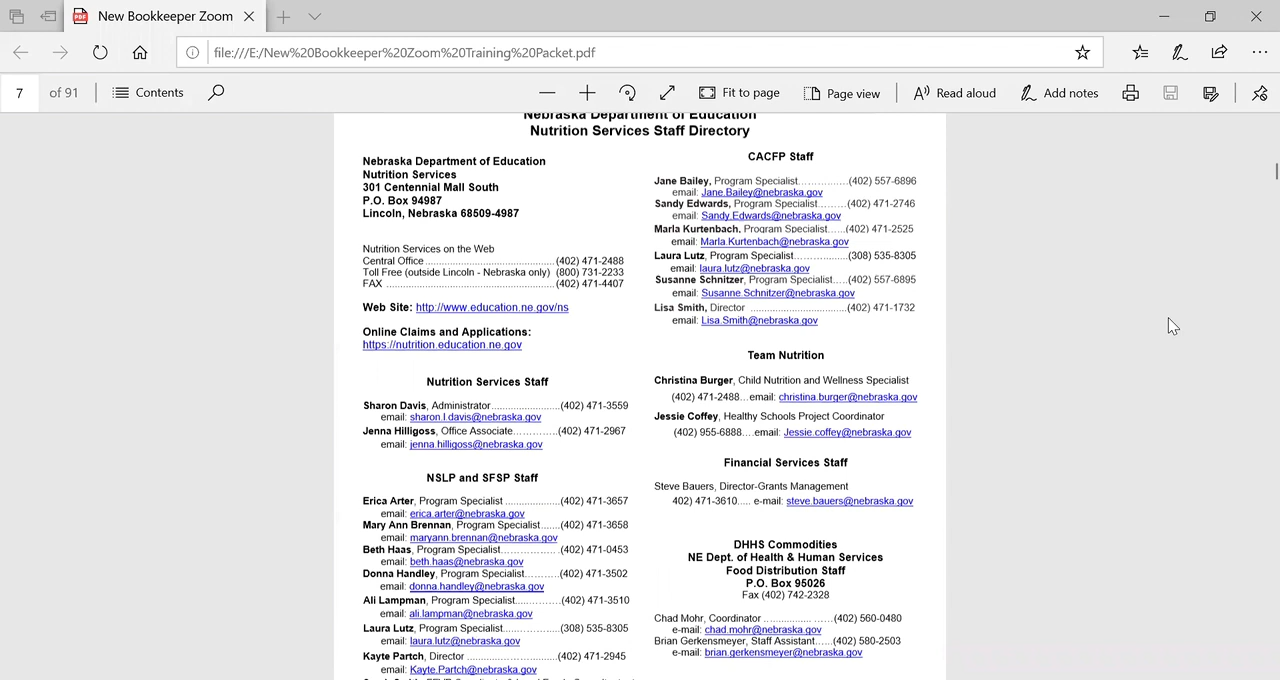 New Bookkeeper Zoom
file:///E:/New%20Bookkeeper%20Zoom%20Training%20Packet.pdf
7 of 91 Contents Fit to page Page view Read aloud Add notes
Nebraska Department of Education
Nutrition Services Staff Directory
Nebraska Department of Education
Nutrition Services
301 Centennial Mall South
P.O. Box 94987
Lincoln, Nebraska 68509-4987
Nutrition Services on the Web
Central Office.............................................(402) 471-2488
Toll Free (outside Lincoln - Nebraska only) (800) 731-2233
FAX .........................................................(402) 471-4407
Web Site: http://www.education.ne.gov/ns
Online Claims and Applications:
https://nutrition.education.ne.gov
Nutrition Services Staff
Sharon Davis, Administrator.......................(402) 471-3559
email: sharon.l.davis@nebraska.gov
Jenna Hilligoss, Office Associate..............(402) 471-2967
email: jenna.hilligoss@nebraska.gov
NSLP and SFSP Staff
Erica Arter, Program Specialist ..................(402) 471-3657
email: erica.arter@nebraska.gov
Mary Ann Brennan, Program Specialist......(402) 471-3658
email: maryann.brennan@nebraska.gov
Beth Haas, Program Specialist...................(402) 471-0453
email: beth.haas@nebraska.gov
Donna Handley, Program Specialist...........(402) 471-3502
email: donna.handley@nebraska.gov
Ali Lampman, Program Specialist...............(402) 471-3510
email: ali.lampman@nebraska.gov
Laura Lutz, Program Specialist...................(308) 535-8305
email: laura.lutz@nebraska.gov
Kayte Partch, Director ................................(402) 471-2945
email: Kayte.Partch@nebraska.gov
CACFP Staff
Jane Bailey, Program Specialist................(402) 557-6896
email: Jane.Bailey@nebraska.gov
Sandy Edwards, Program Specialist.........(402) 471-2746
email: Sandy.Edwards@nebraska.gov
Marla Kurtenbach, Program Specialist......(402) 471-2525
email: Marla.Kurtenbach@nebraska.gov
Laura Lutz, Program Specialist.................(308) 535-8305
email: laura.lutz@nebraska.gov
Susanne Schnitzer, Program Specialist.....(402) 557-6895
email: Susanne.Schnitzer@nebraska.gov
Lisa Smith, Director ................................(402) 471-1732
email: Lisa.Smith@nebraska.gov
Team Nutrition
Christina Burger, Child Nutrition and Wellness Specialist
(402) 471-2488...email: christina.burger@nebraska.gov
Jessie Coffey, Healthy Schools Project Coordinator
(402) 955-6888....email: Jessie.coffey@nebraska.gov
Financial Services Staff
Steve Bauers, Director-Grants Management
402) 471-3610..... e-mail: steve.bauers@nebraska.gov
DHHS Commodities
NE Dept. of Health & Human Services
Food Distribution Staff
P.O. Box 95026
Fax (402) 742-2328
Chad Mohr, Coordinator ......................(402) 560-0480
e-mail: chad.mohr@nebraska.gov
Brian Gerkensmeyer, Staff Assistant......(402) 580-2503
e-mail: brian.gerkensmeyer@nebraska.gov